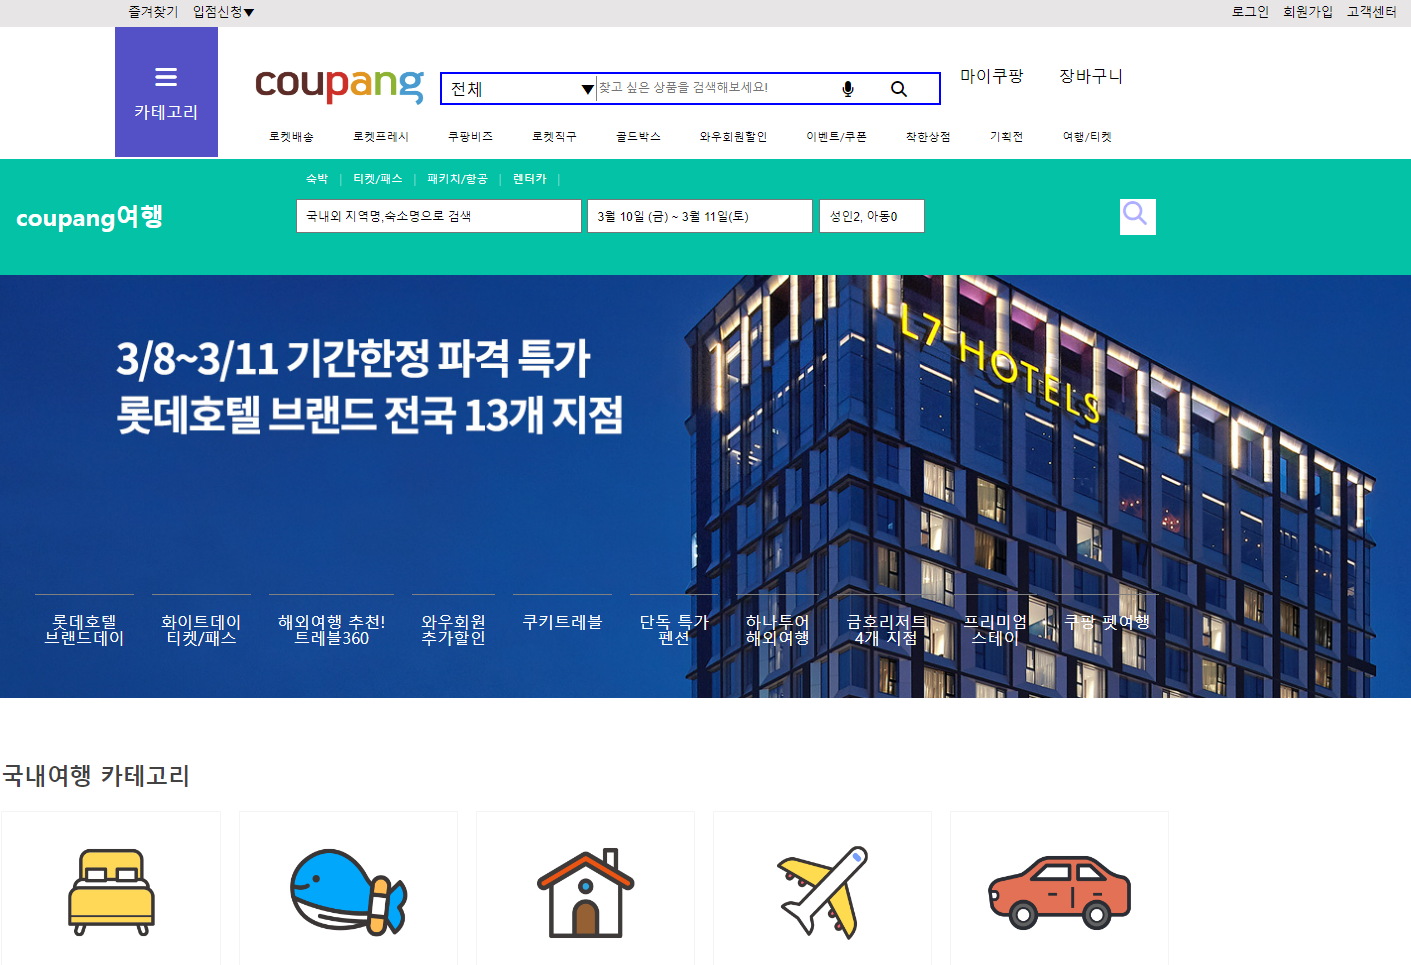 즐겨찾기 입점신청▼ 로그인 회원가입 고객센터
카테고리
coupang
전체 ▼ 찾고 싶은 상품을 검색해보세요!
마이쿠팡 장바구니
로켓배송 로켓프레시 쿠팡비즈 로켓직구 골드박스 와우회원할인 이벤트/쿠폰 착한상점 기획전 여행/티켓
숙박 | 티켓/패스 | 패키지/항공 | 렌터카 |
coupang여행
국내외 지역명,숙소명으로 검색 3월 10일 (금) ~ 3월 11일(토) 성인2, 아동0
L7 HOTELS
3/8~3/11 기간한정 파격 특가
롯데호텔 브랜드 전국 13개 지점
롯데호텔
브랜드데이
화이트데이
티켓/패스
해외여행 추천!
트레블360
와우회원
추가할인
쿠키트레블
단독 특가
펜션
하나투어
해외여행
금호리저트
4개 지점
프리미엄
스테이
쿠팡 펫여행
국내여행 카테고리